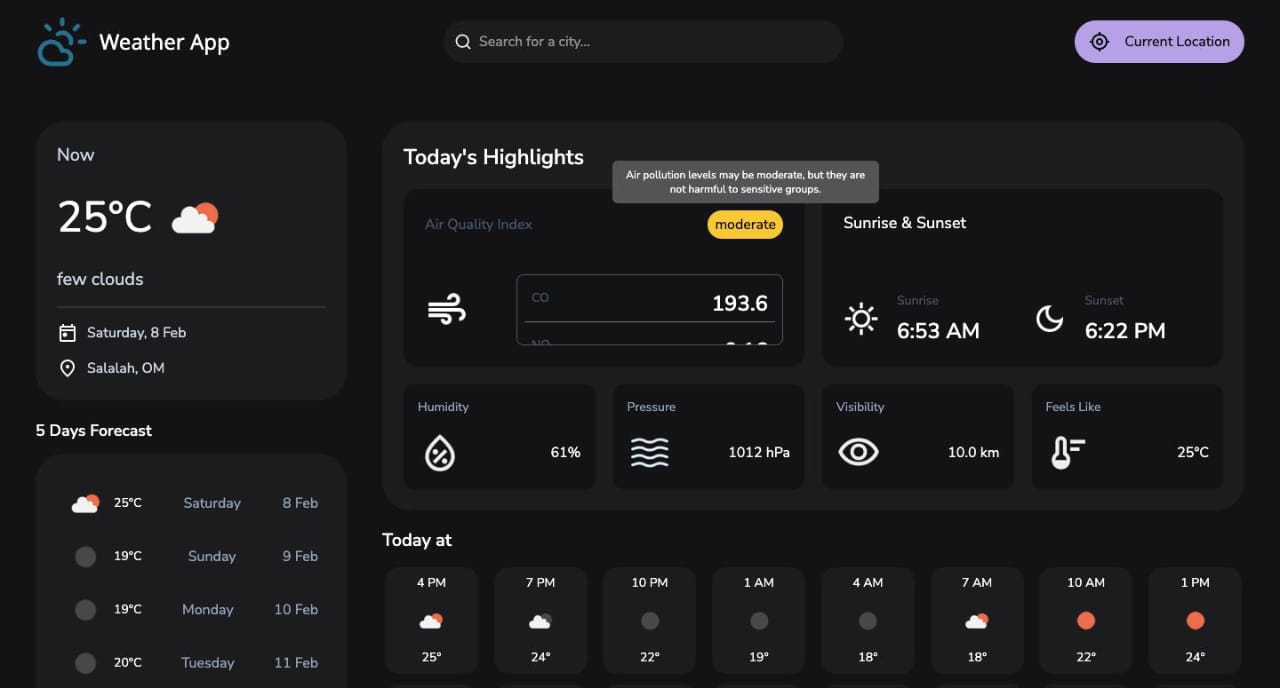 Weather App
Search for a city...
Current Location
Now
25°C
few clouds
Saturday, 8 Feb
Salalah, OM
5 Days Forecast
25°C Saturday 8 Feb
19°C Sunday 9 Feb
19°C Monday 10 Feb
20°C Tuesday 11 Feb
Today's Highlights
Air pollution levels may be moderate, but they are
not harmful to sensitive groups.
Air Quality Index
moderate
CO 193.6
Sunrise & Sunset
Sunrise
6:53 AM
Sunset
6:22 PM
Humidity
61%
Pressure
1012 hPa
Visibility
10.0 km
Feels Like
25°C
Today at
4 PM 7 PM 10 PM 1 AM 4 AM 7 AM 10 AM 1 PM
25° 24° 22° 19° 18° 18° 22° 24°